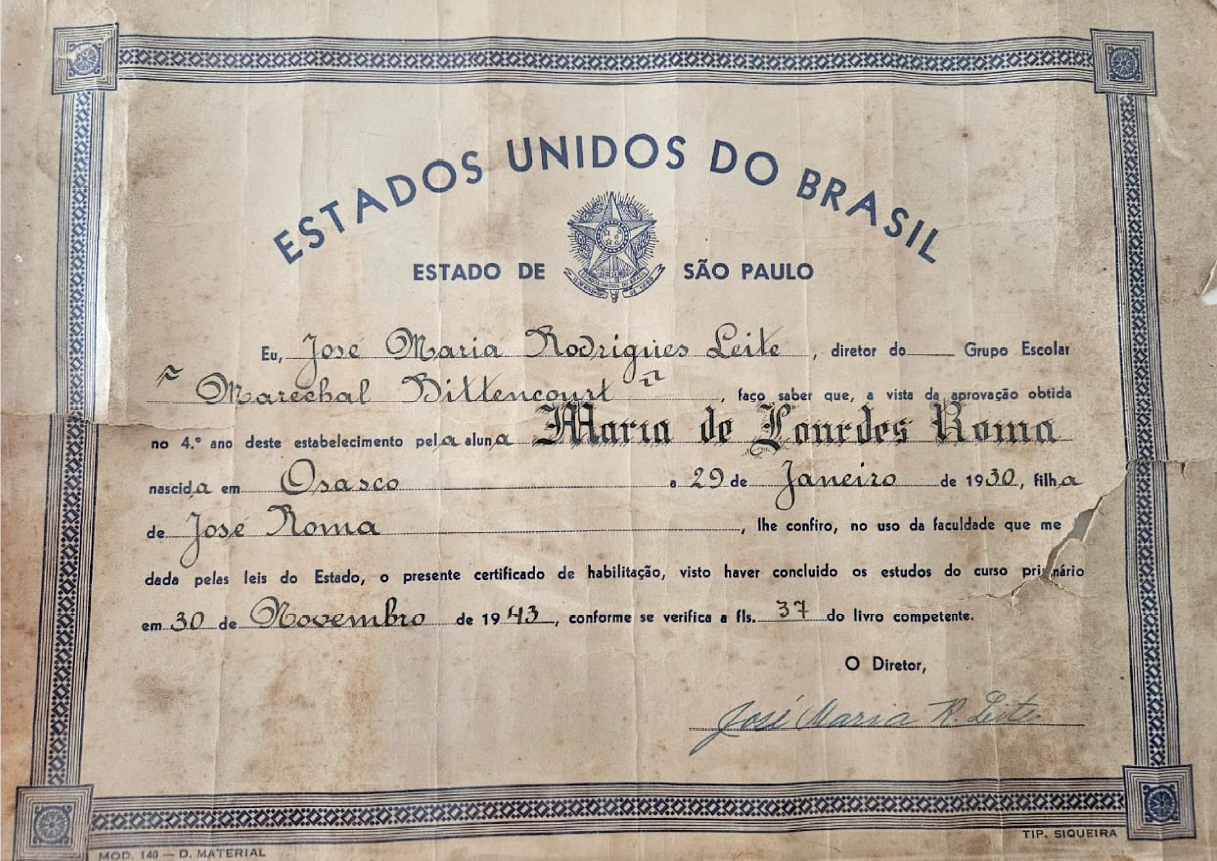 ESTADOS UNIDOS DO BRASIL
ESTADO DE SÃO PAULO
Eu, José Maria Rodrigues Leite, diretor do Grupo Escolar
"Marechal Bittencourt", faço saber que, a vista da aprovação obtida
no 4.º ano deste estabelecimento pela aluna Maria de Lourdes Roma
nascida em Osasco a 29 de Janeiro de 1930, filha
de José Roma, lhe confiro, no uso da faculdade que me
dada pelas leis do Estado, o presente certificado de habilitação, visto haver concluido os estudos do curso primário
em 30 de Novembro de 1943, conforme se verifica a fls. 37 do livro competente.
O Diretor,
José Maria R. Leite
TIP. SIQUEIRA
MOD. 140 — D. MATERIAL